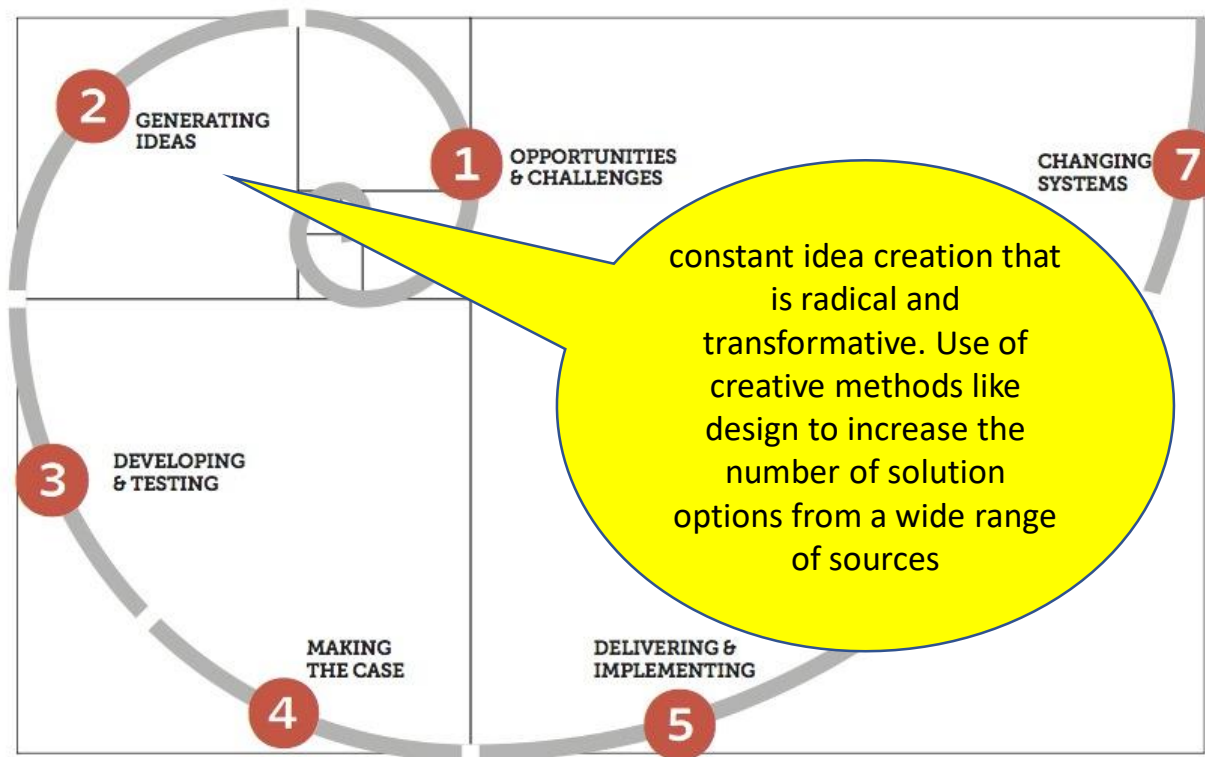 1
OPPORTUNITIES
& CHALLENGES
2
GENERATING
IDEAS
3
DEVELOPING
& TESTING
4
MAKING
THE CASE
5
DELIVERING &
IMPLEMENTING
CHANGING
SYSTEMS
7
constant idea creation that
is radical and
transformative. Use of
creative methods like
design to increase the
number of solution
options from a wide range
of sources